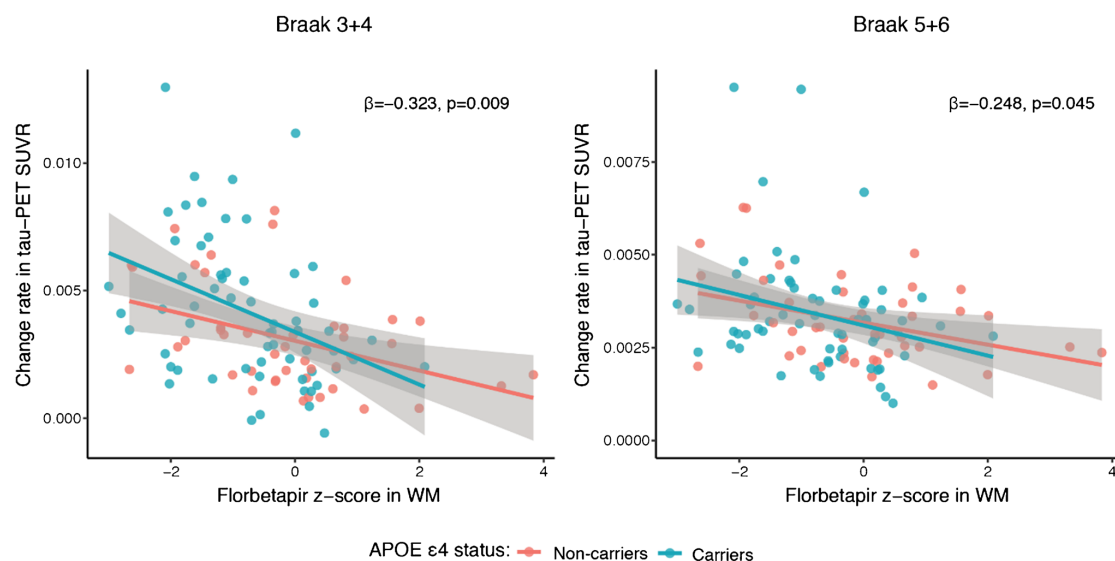 Braak 3+4
Braak 5+6
β=−0.323, p=0.009
β=−0.248, p=0.045
Change rate in tau−PET SUVR
0.010
0.005
0.000
−2
0
2
4
Florbetapir z−score in WM
Change rate in tau−PET SUVR
0.0075
0.0050
0.0025
0.0000
−2
0
2
4
Florbetapir z−score in WM
APOE ε4 status: Non−carriers Carriers